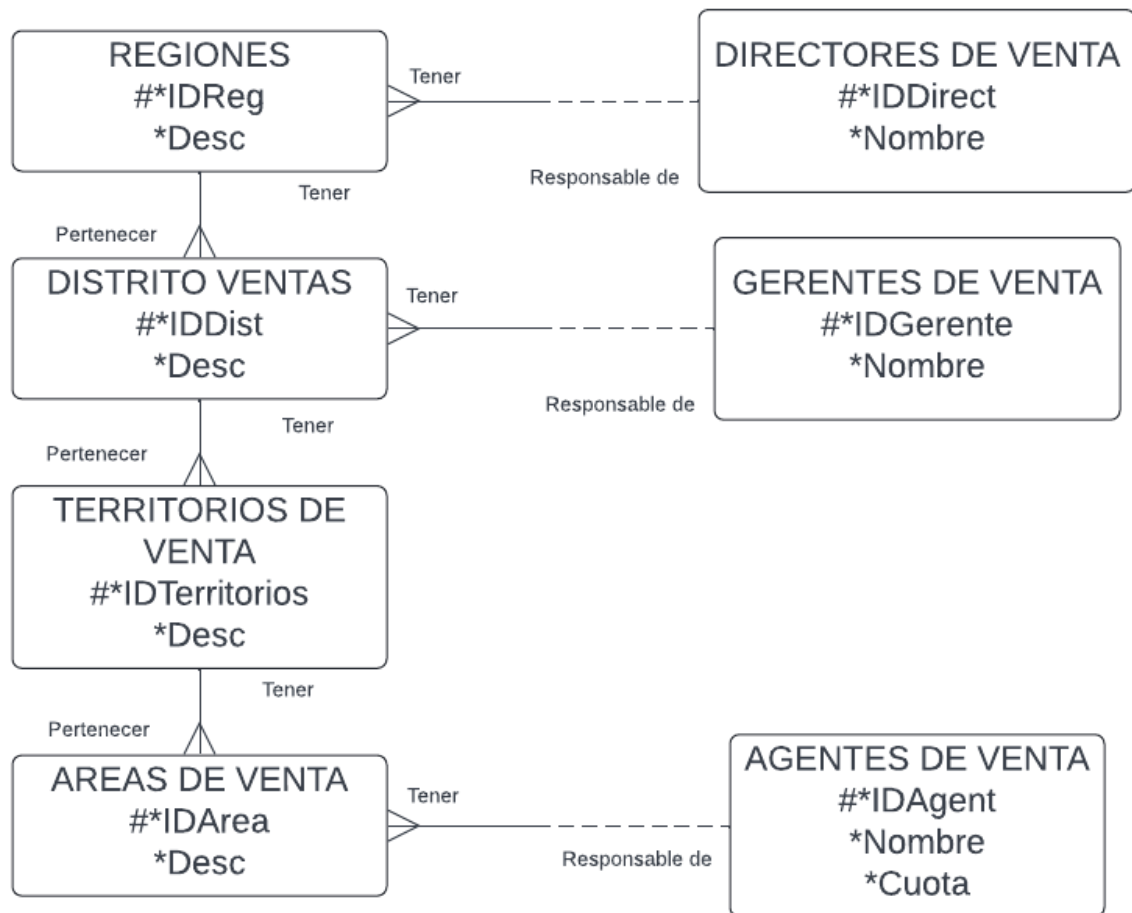 REGIONES
#*IDReg
*Desc
Tener
DIRECTORES DE VENTA
#*IDDirect
*Nombre
Responsable de
Tener
Pertenecer
DISTRITO VENTAS
#*IDDist
*Desc
Tener
GERENTES DE VENTA
#*IDGerente
*Nombre
Responsable de
Tener
Pertenecer
TERRITORIOS DE
VENTA
#*IDTerritorios
*Desc
Tener
Pertenecer
AREAS DE VENTA
#*IDArea
*Desc
Tener
AGENTES DE VENTA
#*IDAgent
*Nombre
*Cuota
Responsable de